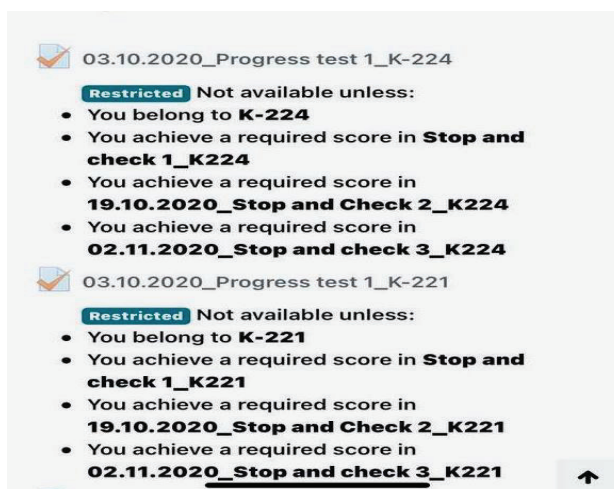 03.10.2020_Progress test 1_K-224
Restricted Not available unless:
• You belong to K-224
• You achieve a required score in Stop and
check 1_K224
• You achieve a required score in
19.10.2020_Stop and Check 2_K224
• You achieve a required score in
02.11.2020_Stop and check 3_K224
03.10.2020_Progress test 1_K-221
Restricted Not available unless:
• You belong to K-221
• You achieve a required score in Stop and
check 1_K221
• You achieve a required score in
19.10.2020_Stop and Check 2_K221
• You achieve a required score in
02.11.2020_Stop and check 3_K221